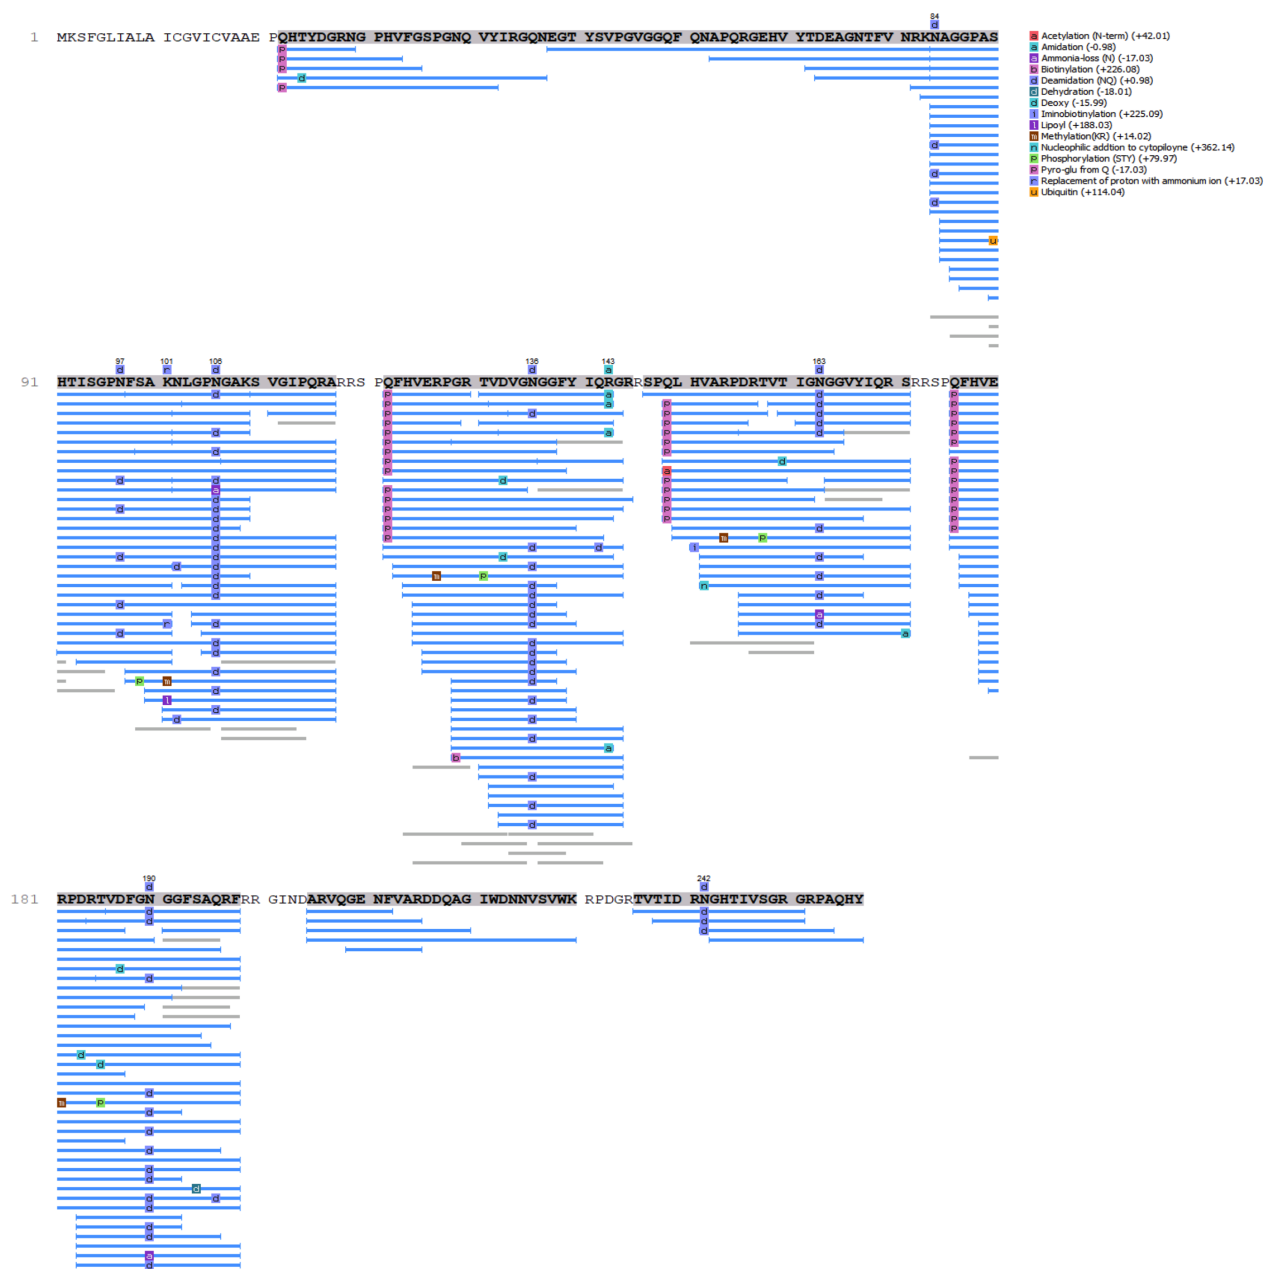 84
d
1 MKSFGLIALA ICGVICVAAE PQHTYDGRNG PHVFGSPGNQ VYIRGQNEGT YSVPGVGGQF QNAPQRGEHV YTDEAGNTFV NRKNAGGPAS
a Acetylation (N-term) (+42.01)
a Amidation (-0.98)
a Ammonia-loss (N) (-17.03)
b Biotinylation (+226.08)
d Deamidation (NQ) (+0.98)
d Dehydration (-18.01)
d Deoxy (-15.99)
i Iminobiotinylation (+225.09)
l Lipoyl (+188.03)
m Methylation(KR) (+14.02)
n Nucleophilic addtion to cytopiloyne (+362.14)
P Phosphorylation (STY) (+79.97)
P Pyro-glu from Q (-17.03)
r Replacement of proton with ammonium ion (+17.03)
u Ubiquitin (+114.04)
97 101 106 136 143 163
d r d d a d
91 HTISGPNFSA KNLGPNGAKS VGIPQRARRS PQFHVERPGR TVDVGNGGFY IQRGRRSPQL HVARPDRTVT IGNGGVYIQR SRRSPQFHVE
190 242
d d
181 RPDRTVDFGN GGFSAQRFRR GINDARVQGE NFVARDDQAG IWDNNVSVWK RPDGRTVTID RNGHTIVSGR GRPAQHY